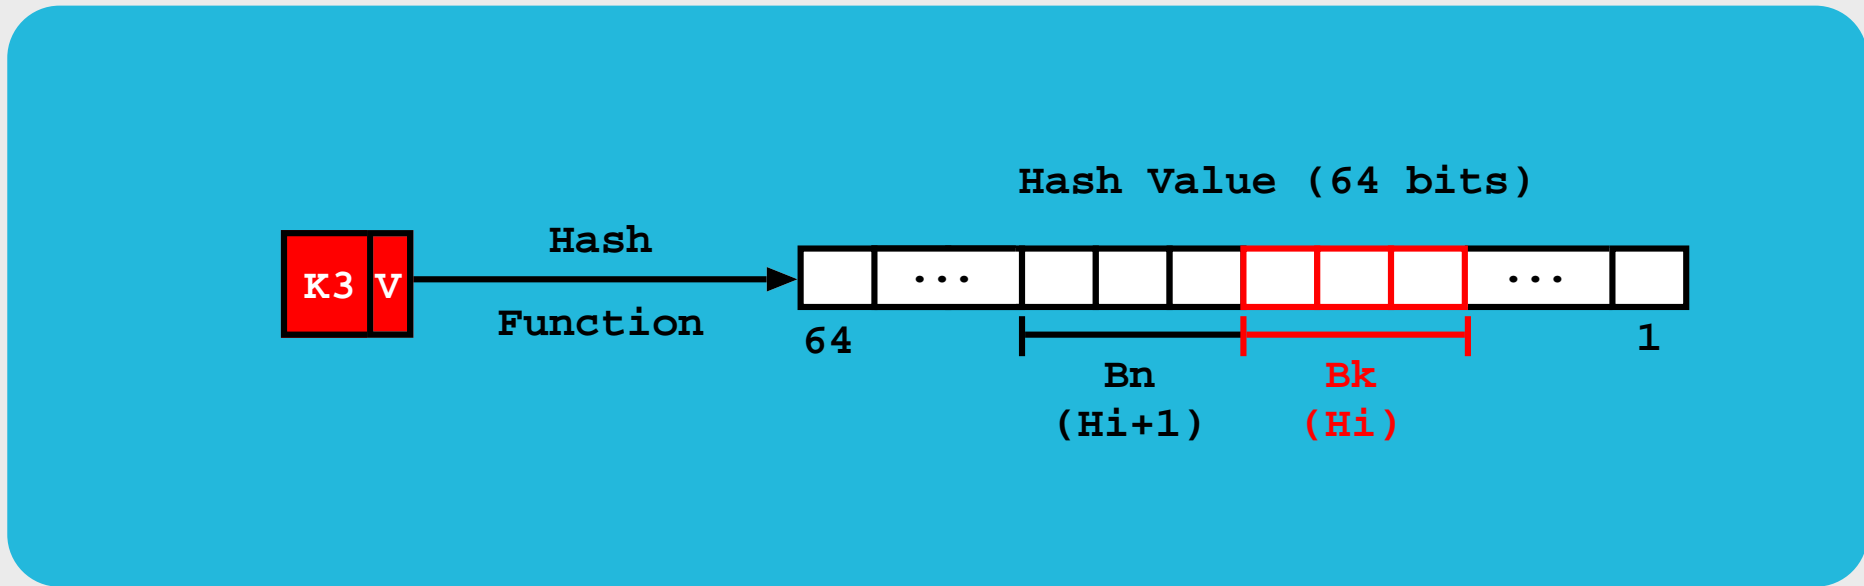 Hash Value (64 bits)
Hash
K3 V
Function
... ...
64 1
Bn Bk
(Hi+1) (Hi)